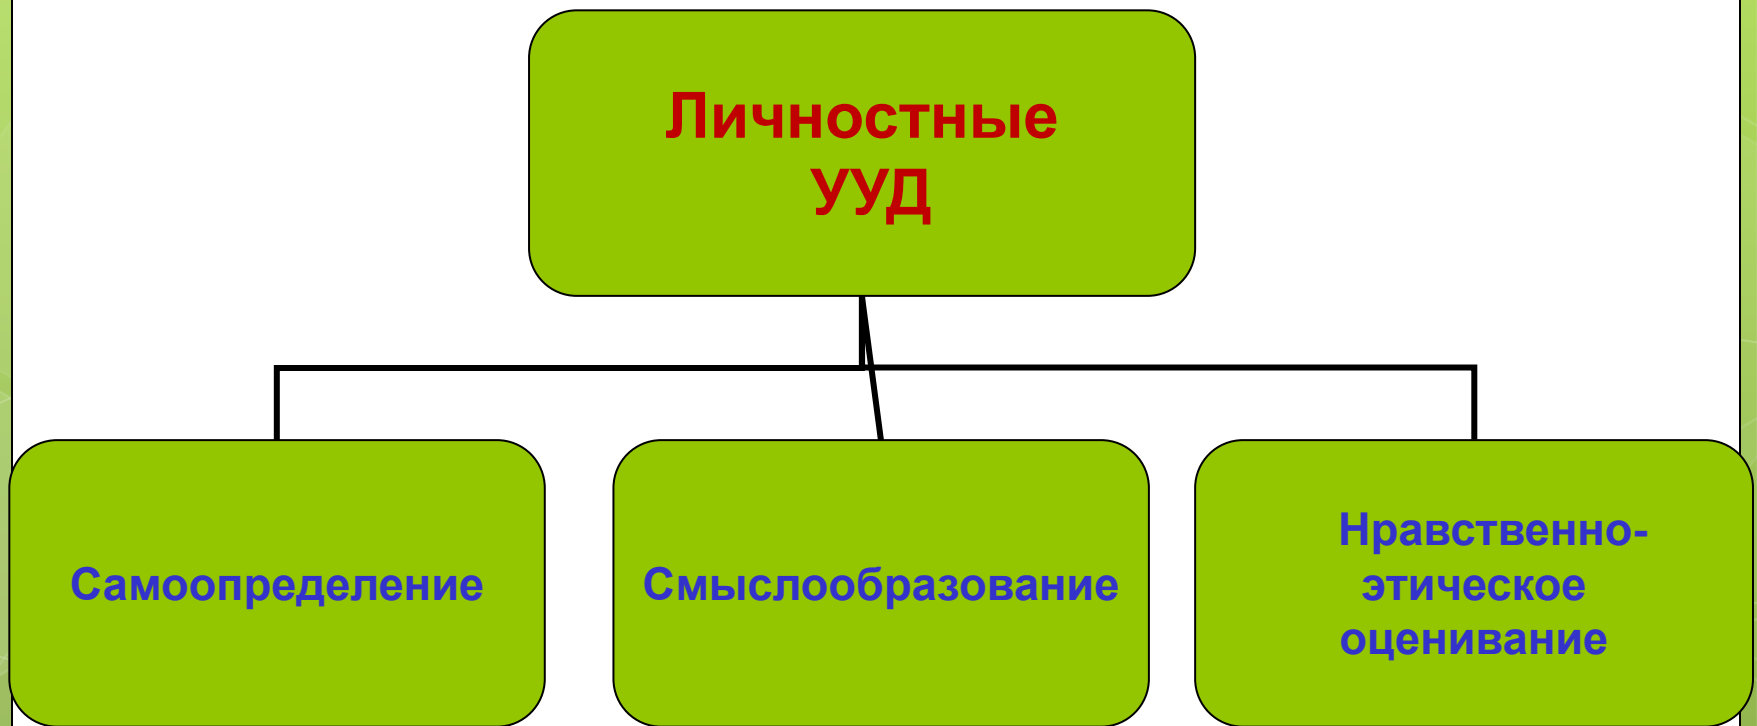 Личностные
УУД
Самоопределение
Смыслообразование
Нравственно-
этическое
оценивание